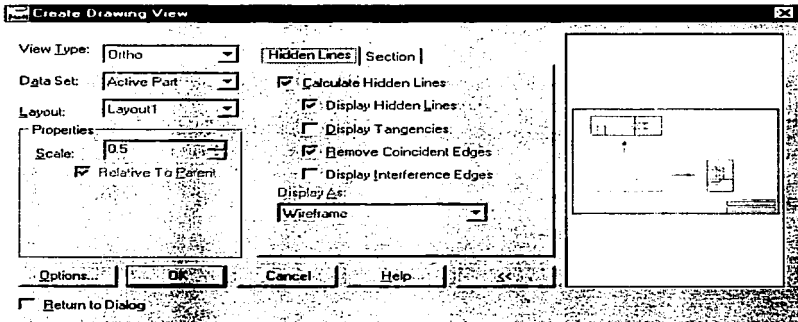 Create Drawing View
View Type: Ortho
Data Set: Active Part
Layout: Layout1
Properties
Scale: 0.5
Relative To Parent
Hidden Lines Section
Calculate Hidden Lines
Display Hidden Lines
Display Tangencies
Remove Coincident Edges
Display Interference Edges
Display As:
Wireframe
Options... OK Cancel Help... <<
Return to Dialog